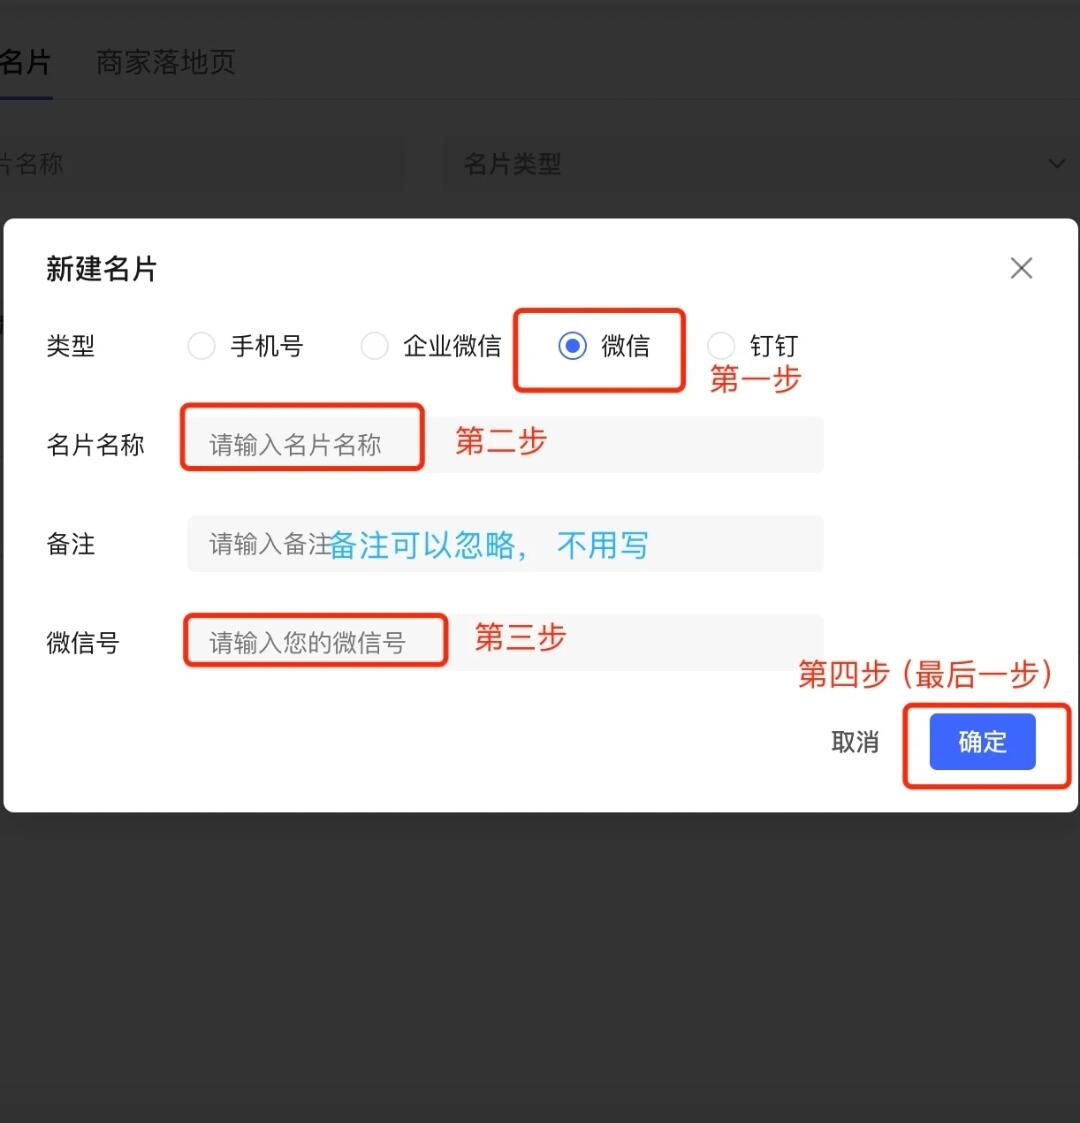 名片 商家落地页
片名称 名片类型
新建名片
类型 手机号 企业微信 微信 钉钉
第一步
名片名称 请输入名片名称 第二步
备注 请输入备注 备注可以忽略， 不用写
微信号 请输入您的微信号 第三步
第四步（最后一步）
取消 确定